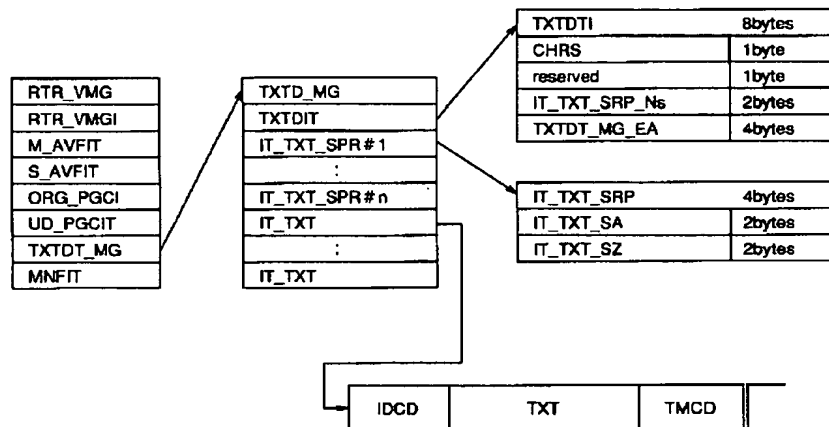 RTR_VMG
RTR_VMGI
M_AVFIT
S_AVFIT
ORG_PGCI
UD_PGCIT
TXTDT_MG
MNFIT
TXTD_MG
TXTDIT
IT_TXT_SPR#1
:
IT_TXT_SPR#n
IT_TXT
:
IT_TXT
TXTDTI 8bytes
CHRS 1byte
reserved 1byte
IT_TXT_SRP_Ns 2bytes
TXTDT_MG_EA 4bytes
IT_TXT_SRP 4bytes
IT_TXT_SA 2bytes
IT_TXT_SZ 2bytes
IDCD TXT TMCD